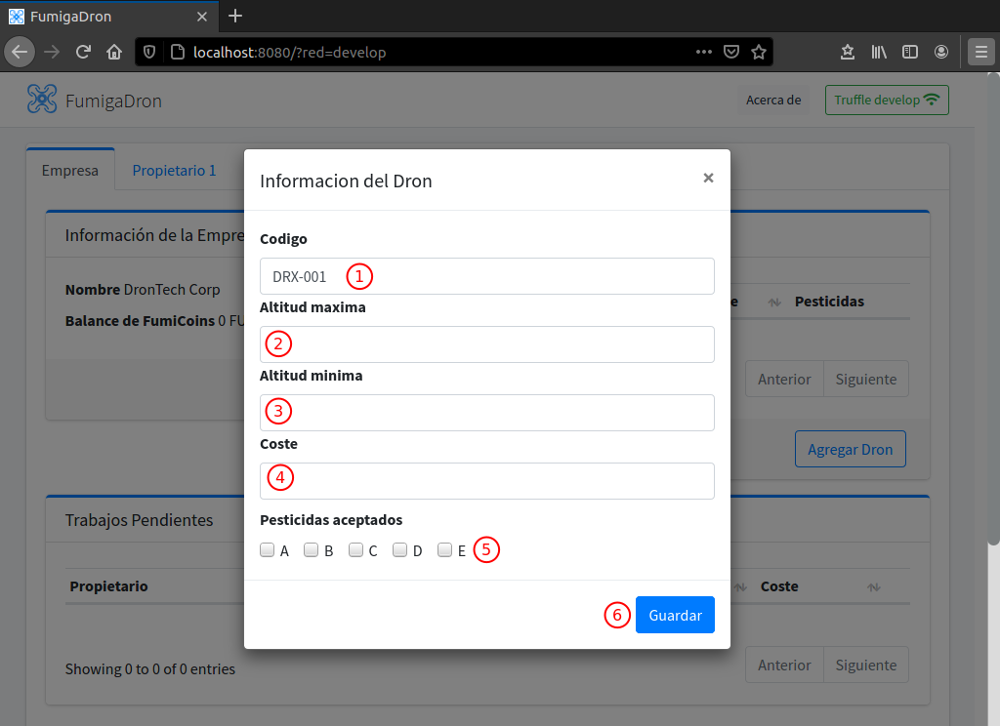 FumigaDron
localhost:8080/?red=develop
FumigaDron
Acerca de
Truffle develop
Empresa
Propietario 1
Información de la Empre
Nombre DronTech Corp
Balance de FumiCoins 0 FU
e
Pesticidas
Anterior
Siguiente
Agregar Dron
Informacion del Dron
×
Codigo
DRX-001 1
Altitud maxima
2
Altitud minima
3
Coste
4
Pesticidas aceptados
A B C D E 5
6 Guardar
Trabajos Pendientes
Propietario
Coste
Showing 0 to 0 of 0 entries
Anterior
Siguiente